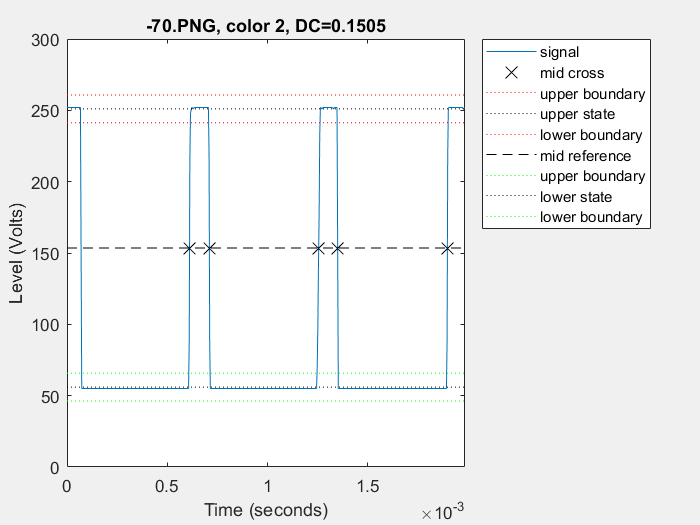 -70.PNG, color 2, DC=0.1505
300
250
200
150
100
50
0
Level (Volts)
0 0.5 1 1.5
Time (seconds)
×10^-3
signal
mid cross
upper boundary
upper state
lower boundary
mid reference
upper boundary
lower state
lower boundary